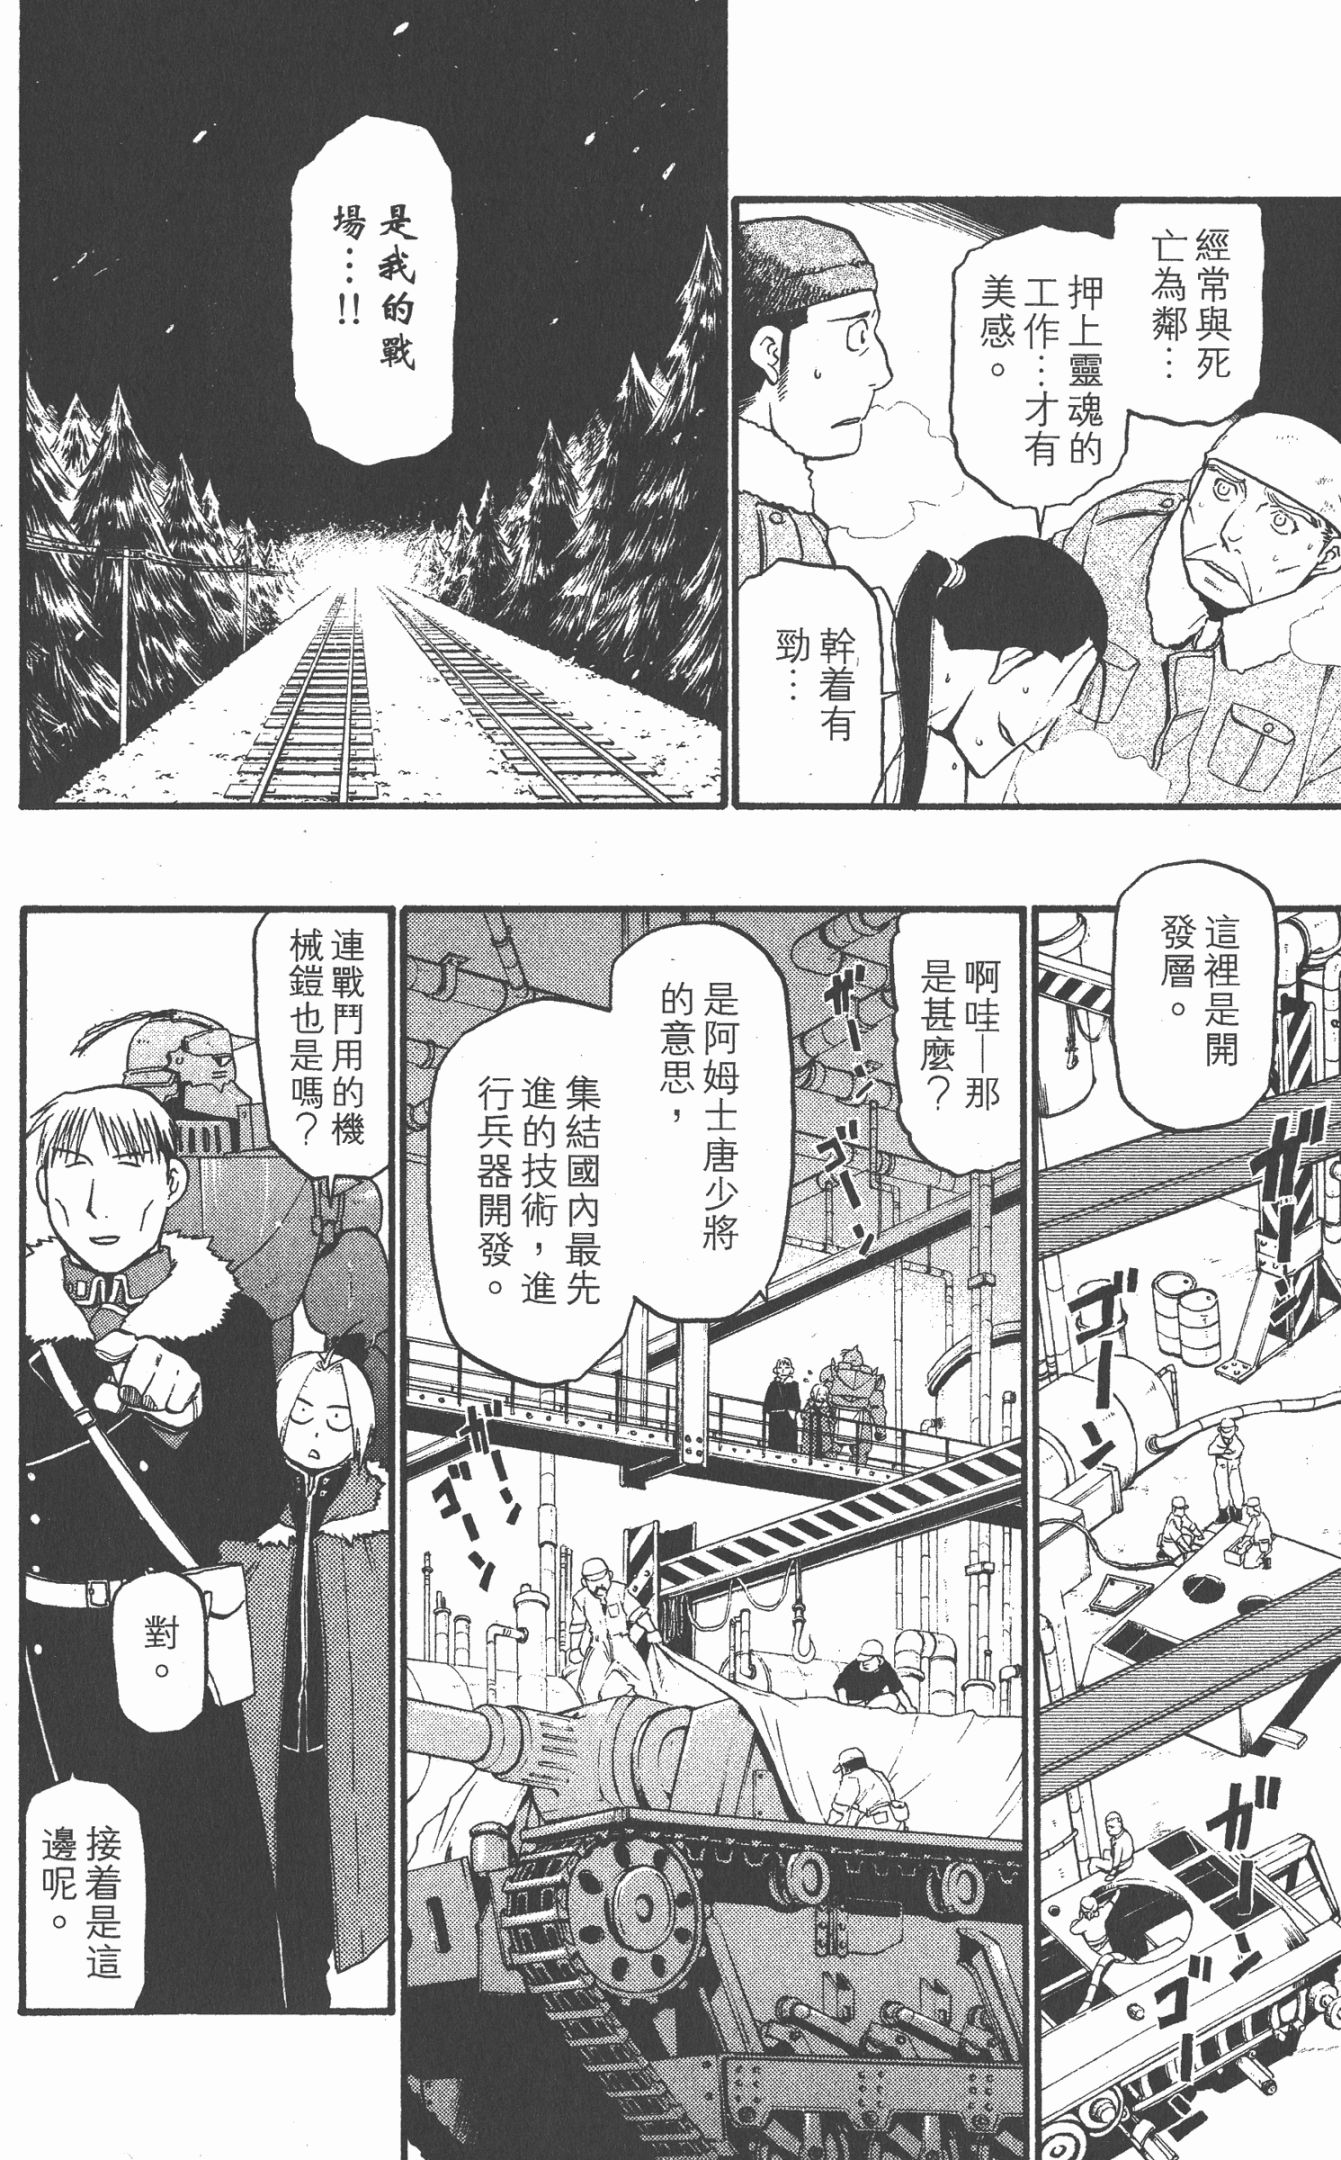 經常與死
亡為鄰⋯
押上靈魂的
工作⋯才有
美感。
幹着有
勁⋯
是我的戰
場⋯!!
這裡是開
發層。
ガゴーン
ガゴーン
啊哇—那
是甚麼？
ガゴーン
ガゴーン
是阿姆士唐少將
的意思，
集結國內最先
進的技術，進
行兵器開發。
ガゴン
ガゴーン
連戰鬥用的機
械鎧也是嗎？
對。
接着是這
邊呢。